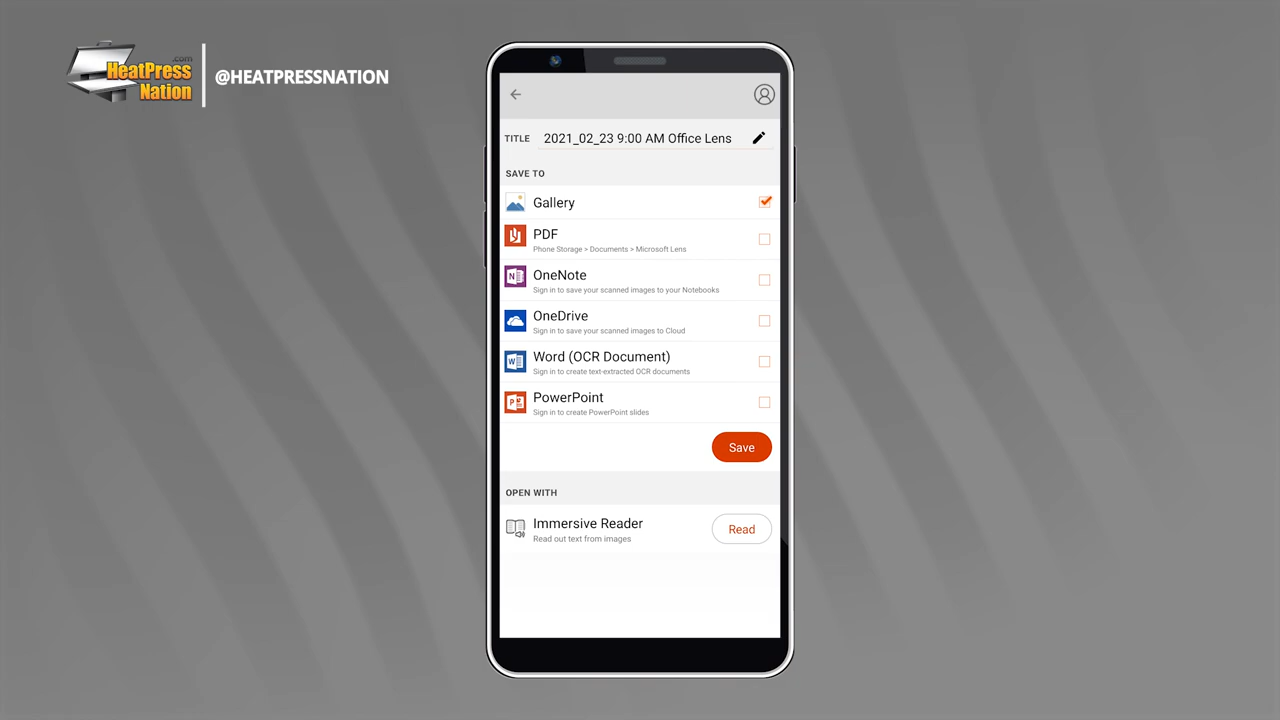 .com
HeatPress
Nation
@HEATPRESSNATION
TITLE 2021_02_23 9:00 AM Office Lens
SAVE TO
Gallery
PDF
Phone Storage > Documents > Microsoft Lens
OneNote
Sign in to save your scanned images to your Notebooks
OneDrive
Sign in to save your scanned images to Cloud
Word (OCR Document)
Sign in to create text-extracted OCR documents
PowerPoint
Sign in to create PowerPoint slides
Save
OPEN WITH
Immersive Reader
Read out text from images
Read